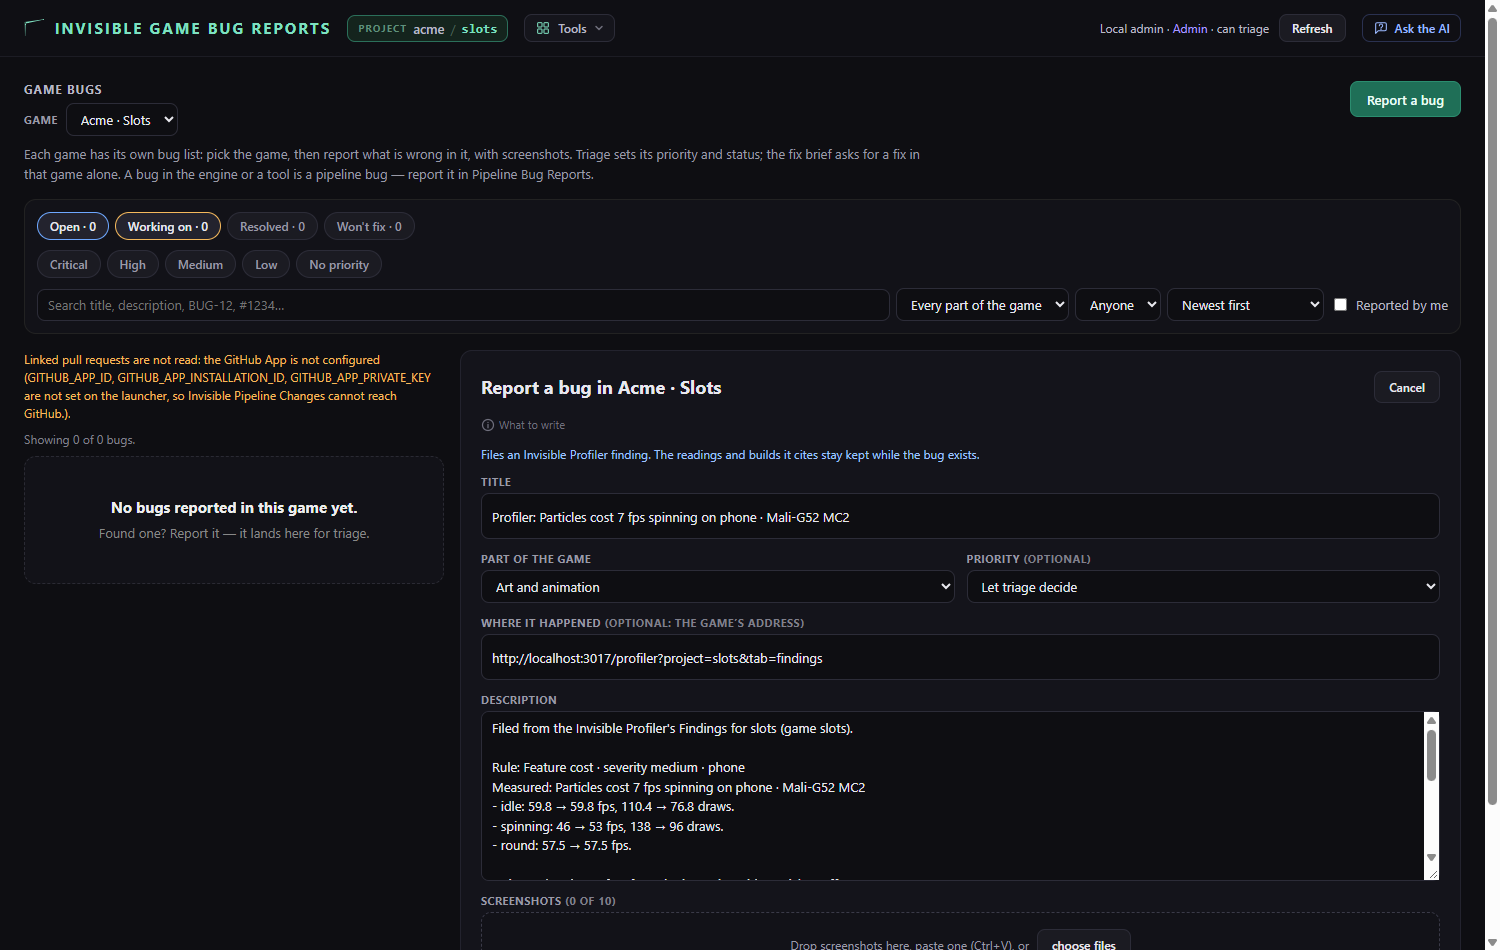 INVISIBLE GAME BUG REPORTS
PROJECT acme / slots
Tools
Local admin · Admin · can triage
Refresh
Ask the AI
GAME BUGS
GAME
Acme · Slots
Report a bug
Each game has its own bug list: pick the game, then report what is wrong in it, with screenshots. Triage sets its priority and status; the fix brief asks for a fix in
that game alone. A bug in the engine or a tool is a pipeline bug — report it in Pipeline Bug Reports.
Open · 0
Working on · 0
Resolved · 0
Won't fix · 0
Critical
High
Medium
Low
No priority
Search title, description, BUG-12, #1234...
Every part of the game
Anyone
Newest first
Reported by me
Linked pull requests are not read: the GitHub App is not configured
(GITHUB_APP_ID, GITHUB_APP_INSTALLATION_ID, GITHUB_APP_PRIVATE_KEY
are not set on the launcher, so Invisible Pipeline Changes cannot reach
GitHub.).
Showing 0 of 0 bugs.
No bugs reported in this game yet.
Found one? Report it — it lands here for triage.
Report a bug in Acme · Slots
Cancel
What to write
Files an Invisible Profiler finding. The readings and builds it cites stay kept while the bug exists.
TITLE
Profiler: Particles cost 7 fps spinning on phone · Mali-G52 MC2
PART OF THE GAME
Art and animation
PRIORITY (OPTIONAL)
Let triage decide
WHERE IT HAPPENED (OPTIONAL: THE GAME'S ADDRESS)
http://localhost:3017/profiler?project=slots&tab=findings
DESCRIPTION
Filed from the Invisible Profiler's Findings for slots (game slots).
Rule: Feature cost · severity medium · phone
Measured: Particles cost 7 fps spinning on phone · Mali-G52 MC2
- idle: 59.8 → 59.8 fps, 110.4 → 76.8 draws.
- spinning: 46 → 53 fps, 138 → 96 draws.
- round: 57.5 → 57.5 fps.
SCREENSHOTS (0 OF 10)
Drop screenshots here, paste one (Ctrl+V), or
choose files